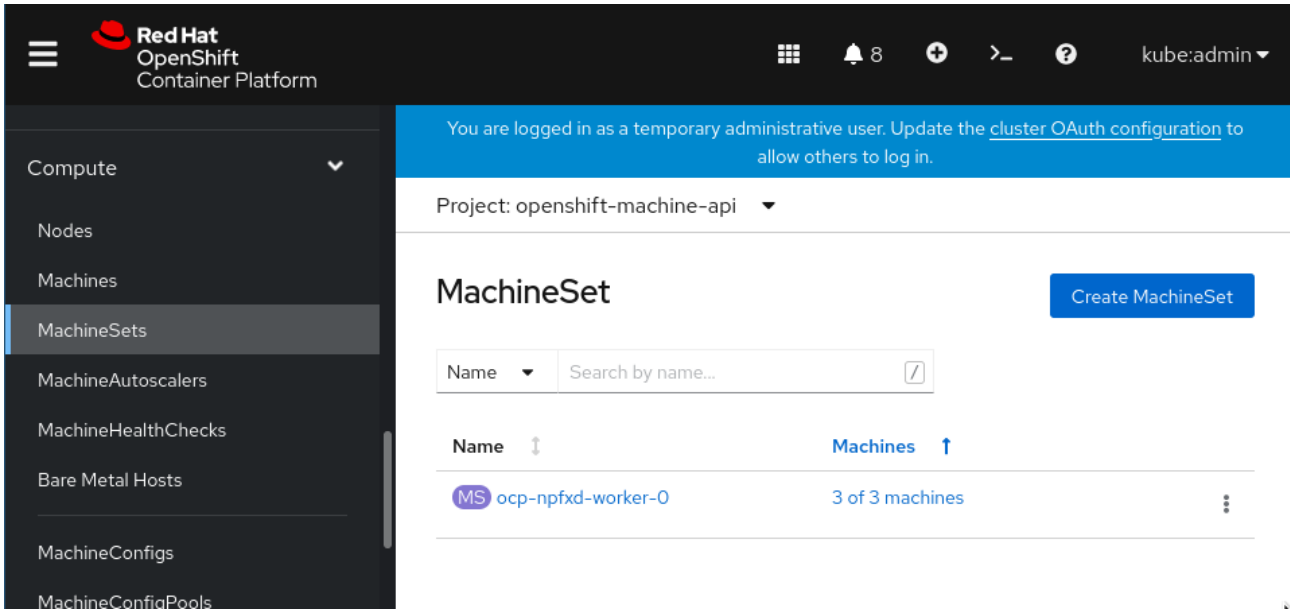 Red Hat
OpenShift
Container Platform
8
kube:admin
You are logged in as a temporary administrative user. Update the cluster OAuth configuration to
allow others to log in.
Compute
Nodes
Machines
MachineSets
MachineAutoscalers
MachineHealthChecks
Bare Metal Hosts
MachineConfigs
MachineConfigPools
Project: openshift-machine-api
MachineSet
Create MachineSet
Name
Search by name...
/
Name
Machines
MS ocp-npfxd-worker-0
3 of 3 machines